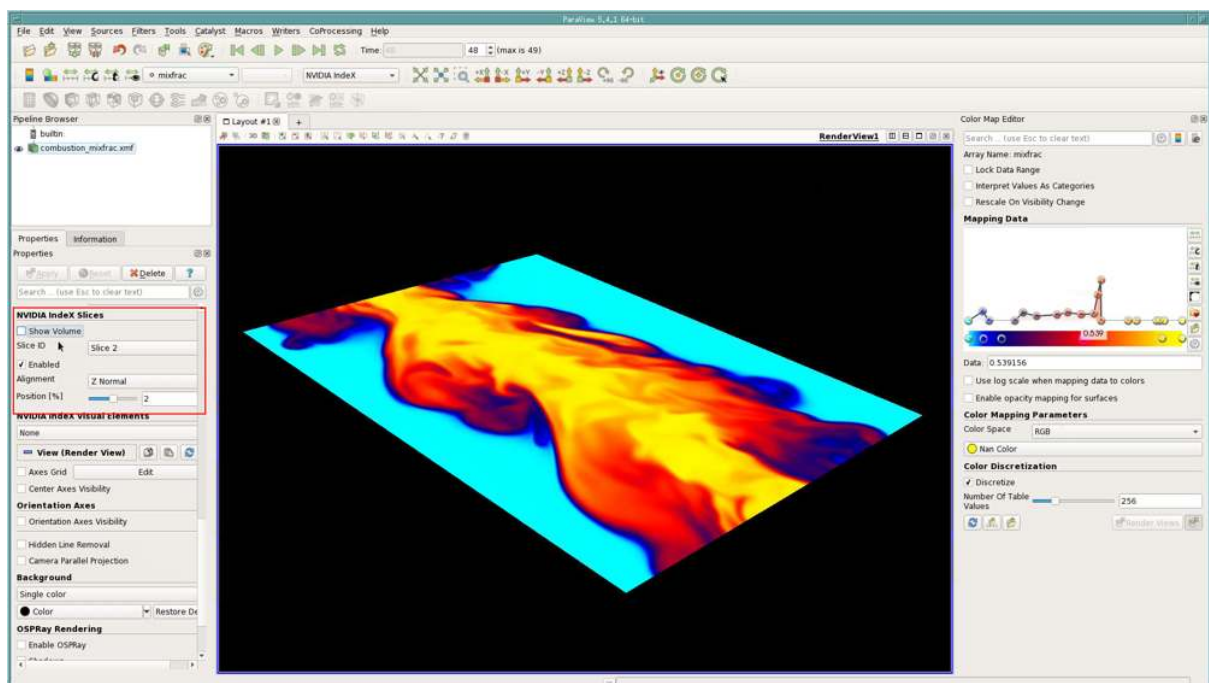 ParaView 5.4.1 64-bit
File Edit View Sources Filters Tools Catalyst Macros Writers CoProcessing Help
Time: 48 (max is 49)
mixfrac NVIDIA IndeX
Pipeline Browser
builtin:
combustion_mixfrac.xmf
Properties Information
Properties
Apply Reset Delete ?
Search ... (use Esc to clear text)
NVIDIA IndeX Slices
Show Volume
Slice ID Slice 2
Enabled
Alignment Z Normal
Position [%] 2
NVIDIA IndeX Visual Elements
None
View (Render View)
Axes Grid Edit
Center Axes Visibility
Orientation Axes
Orientation Axes Visibility
Hidden Line Removal
Camera Parallel Projection
Background
Single color
Color Restore De
OSPRay Rendering
Enable OSPRay
Layout #1 +
RenderView1
Color Map Editor
Search ... (use Esc to clear text)
Array Name: mixfrac
Lock Data Range
Interpret Values As Categories
Rescale On Visibility Change
Mapping Data
0.539
Data: 0.539156
Use log scale when mapping data to colors
Enable opacity mapping for surfaces
Color Mapping Parameters
Color Space RGB
Nan Color
Color Discretization
Discretize
Number Of Table Values 256
Render Views